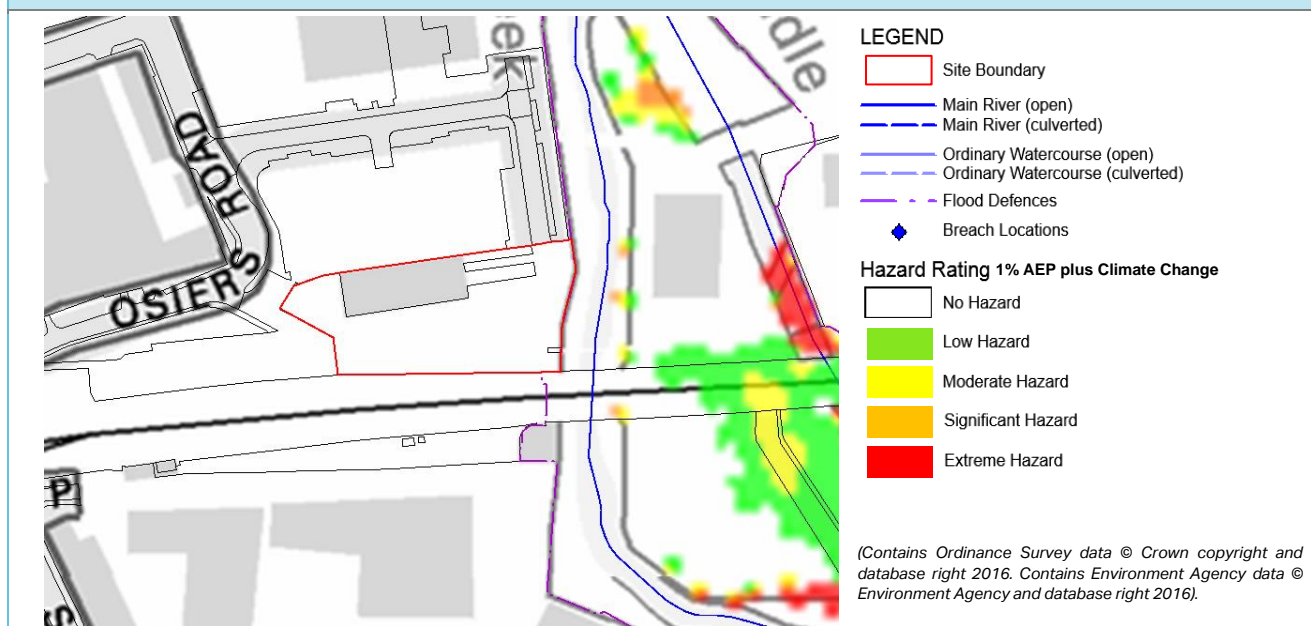 ek
dle
OSIERS ROAD
P
S
LEGEND
Site Boundary
Main River (open)
Main River (culverted)
Ordinary Watercourse (open)
Ordinary Watercourse (culverted)
Flood Defences
Breach Locations
Hazard Rating 1% AEP plus Climate Change
No Hazard
Low Hazard
Moderate Hazard
Significant Hazard
Extreme Hazard
(Contains Ordinance Survey data © Crown copyright and
database right 2016. Contains Environment Agency data ©
Environment Agency and database right 2016).